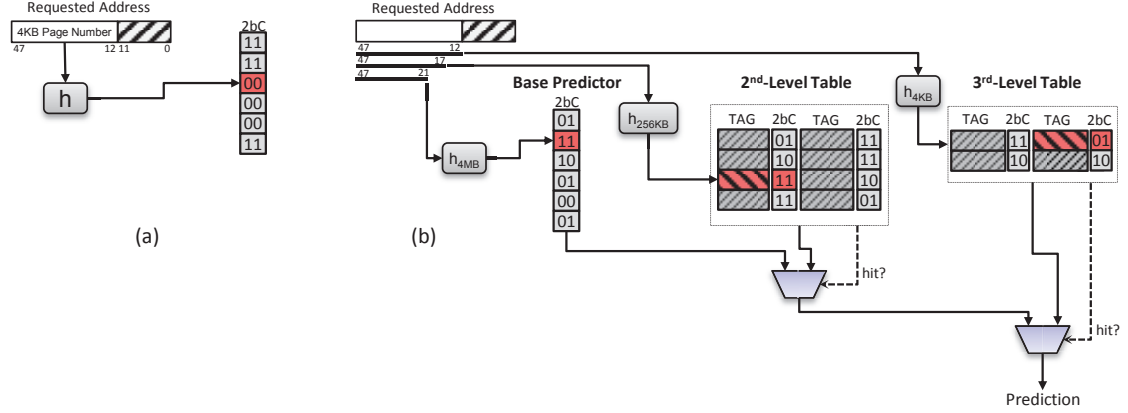 Requested Address
4KB Page Number
47 12 11 0
h
2bC
11
11
00
00
00
11
(a)
Requested Address
47 12
47 17
47 21
h4MB
Base Predictor
2bC
01
11
10
01
00
01
(b)
h256KB
2nd-Level Table
TAG 2bC TAG 2bC
01 11
10 11
11 10
11 01
hit?
h4KB
3rd-Level Table
TAG 2bC TAG 2bC
11 01
10 10
hit?
Prediction